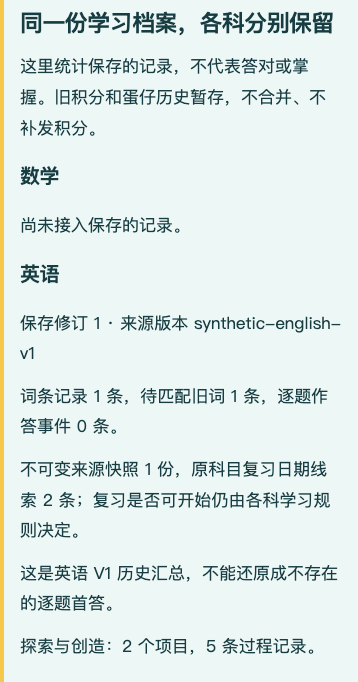 同一份学习档案，各科分别保留
这里统计保存的记录，不代表答对或掌
握。旧积分和蛋仔历史暂存，不合并、不
补发积分。
数学
尚未接入保存的记录。
英语
保存修订 1 · 来源版本 synthetic-english-
v1
词条记录 1 条，待匹配旧词 1 条，逐题作
答事件 0 条。
不可变来源快照 1 份，原科目复习日期线
索 2 条；复习是否可开始仍由各科学习规
则决定。
这是英语 V1 历史汇总，不能还原成不存在
的逐题首答。
探索与创造：2 个项目，5 条过程记录。